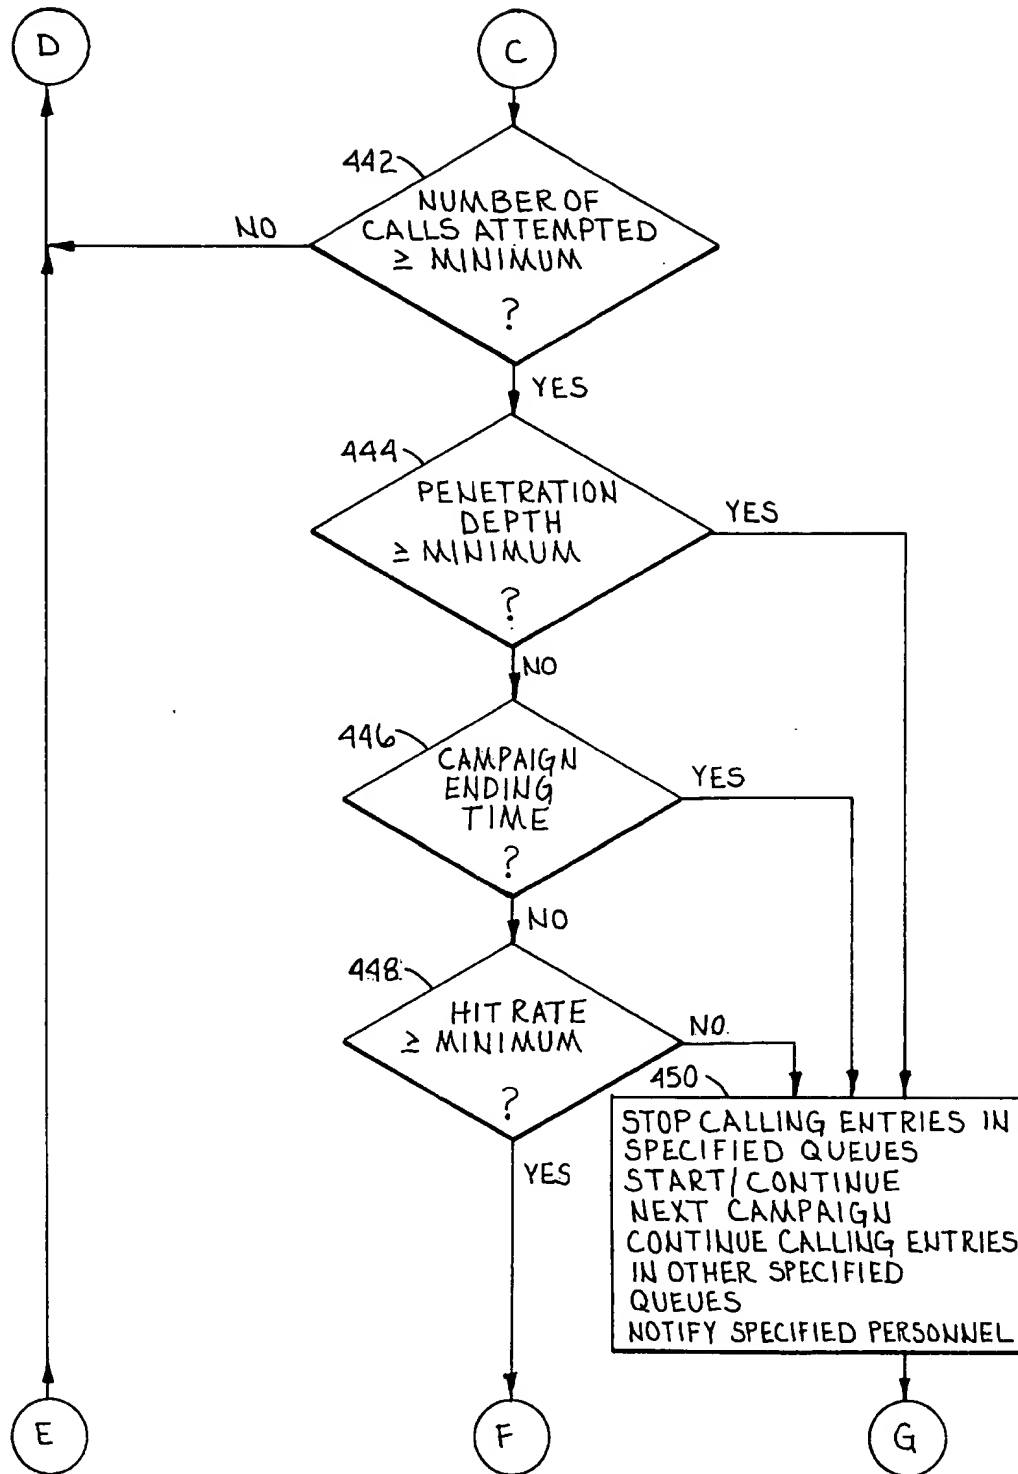 D
C
442
NUMBER OF
CALLS ATTEMPTED
≥ MINIMUM
?
NO
YES
444
PENETRATION
DEPTH
≥ MINIMUM
?
YES
NO
446
CAMPAIGN
ENDING
TIME
?
YES
NO
448
HIT RATE
≥ MINIMUM
?
NO
YES
450
STOP CALLING ENTRIES IN
SPECIFIED QUEUES
START/CONTINUE
NEXT CAMPAIGN
CONTINUE CALLING ENTRIES
IN OTHER SPECIFIED
QUEUES
NOTIFY SPECIFIED PERSONNEL
E
F
G